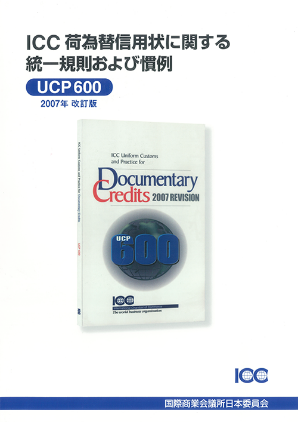 ICC 荷為替信用状に関する
統一規則および慣例
UCP600
2007年 改訂版
ICC Uniform Customs
and Practice for
Documentary
Credits 2007 REVISION
UCP
600
ICC
The world business organization
ICC
国際商業会議所日本委員会